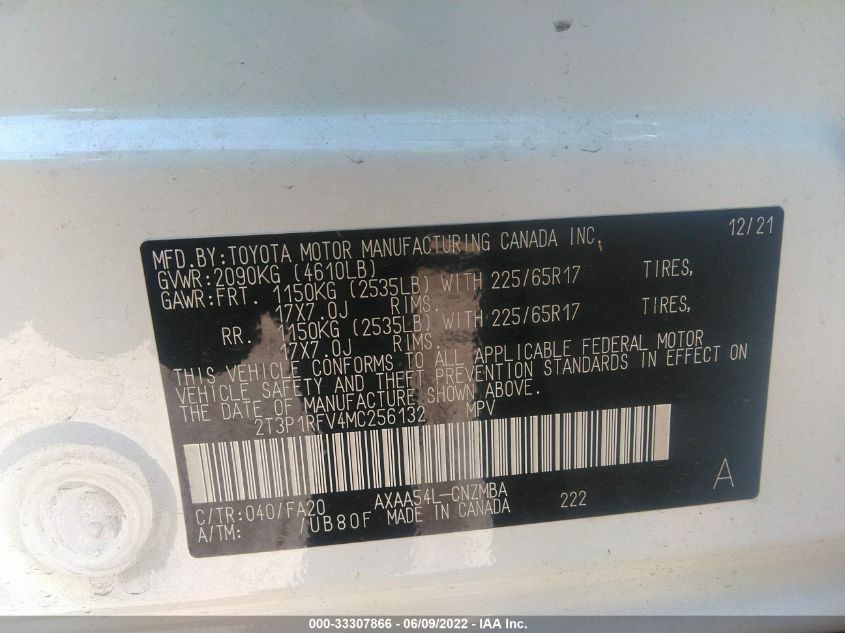 12/21
MFD.BY:TOYOTA MOTOR MANUFACTURING CANADA INC.
GVWR:2090KG (4610LB)
GAWR:FRT. 1150KG (2535LB) WITH 225/65R17 TIRES,
17X7.0J RIMS.
RR. 1150KG (2535LB) WITH 225/65R17 TIRES,
17X7.0J RIMS.
THIS VEHICLE CONFORMS TO ALL APPLICABLE FEDERAL MOTOR
VEHICLE SAFETY AND THEFT PREVENTION STANDARDS IN EFFECT ON
THE DATE OF MANUFACTURE SHOWN ABOVE.
2T3P1RFV4MC256132 MPV
C/TR:040/FA20 AXAA54L-CNZMBA 222 A
A/TM: /UB80F MADE IN CANADA
000-33307866 - 06/09/2022 - IAA Inc.